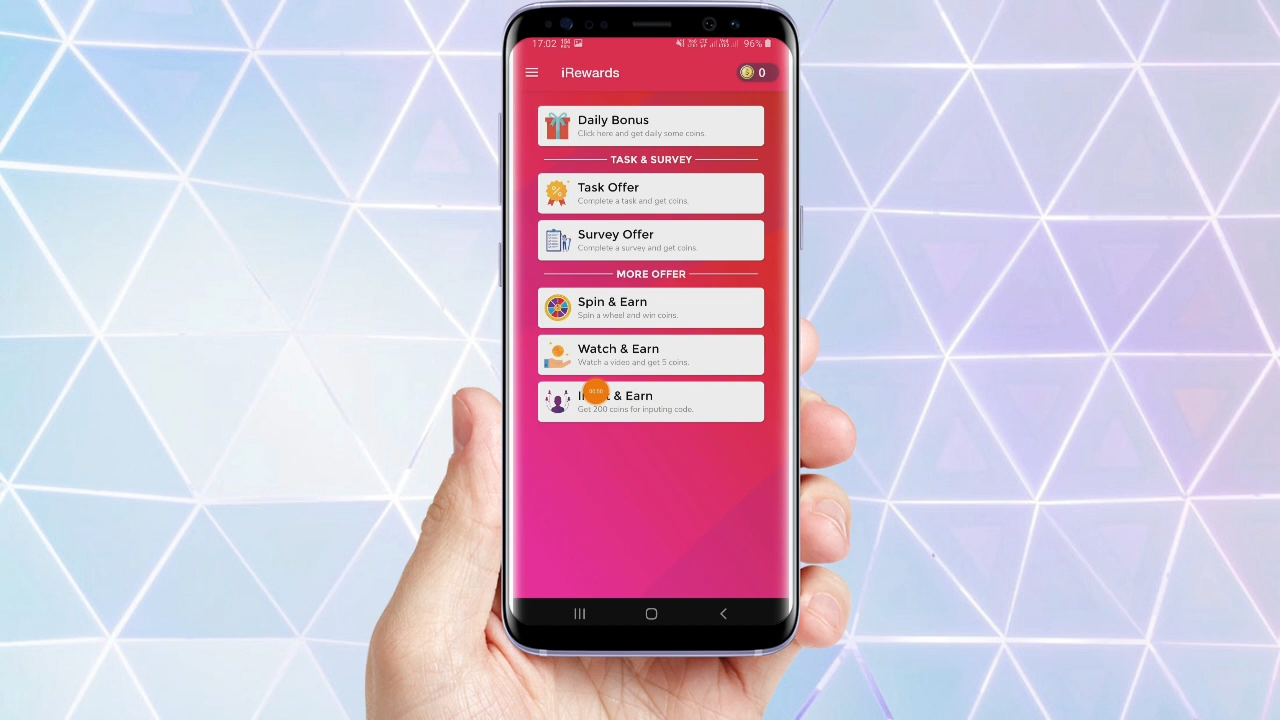 17:02
96%
iRewards
0
Daily Bonus
Click here and get daily some coins.
TASK & SURVEY
Task Offer
Complete a task and get coins.
Survey Offer
Complete a survey and get coins.
MORE OFFER
Spin & Earn
Spin a wheel and win coins.
Watch & Earn
Watch a video and get 5 coins.
& Earn
Get 200 coins for inputing code.